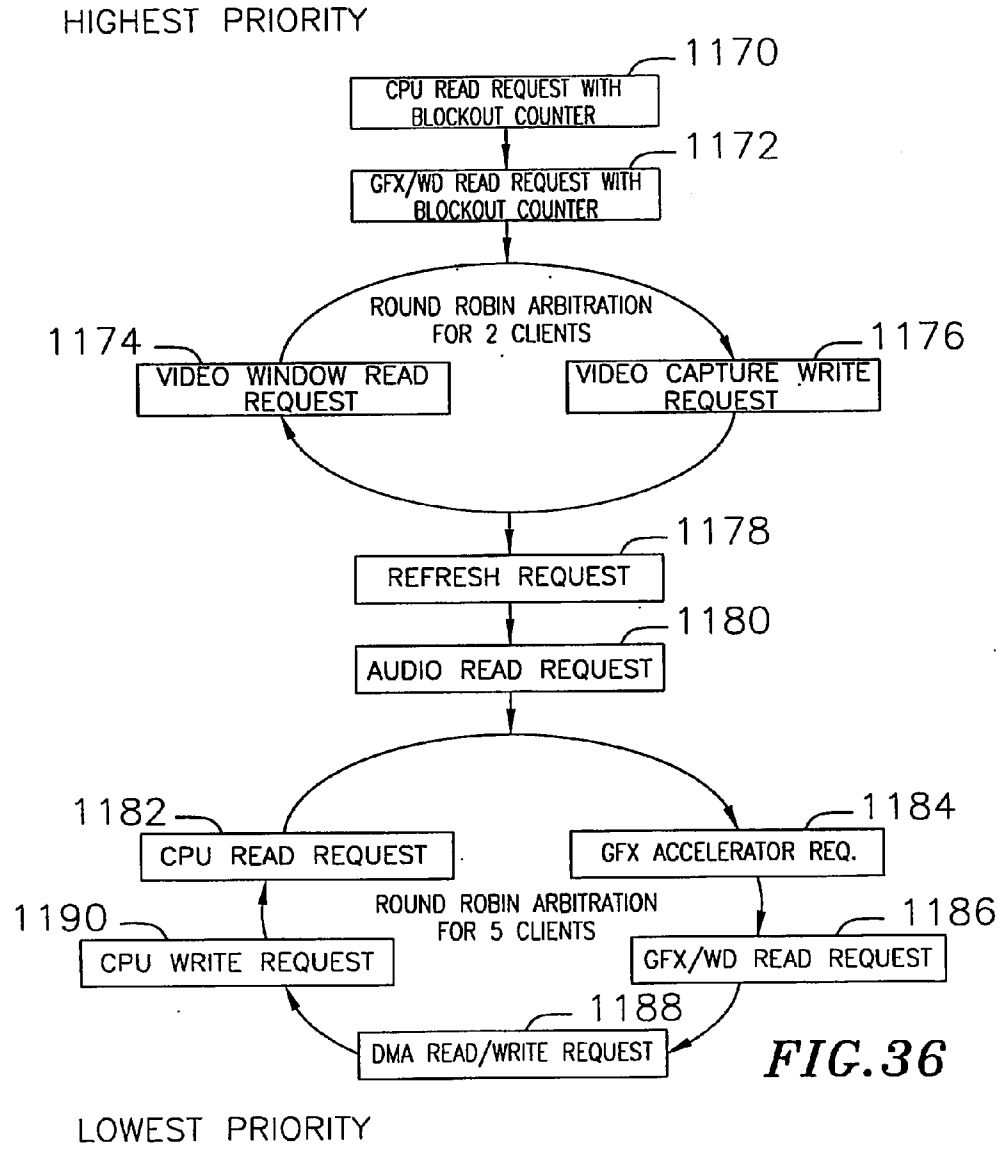 HIGHEST PRIORITY
1170
CPU READ REQUEST WITH
BLOCKOUT COUNTER
1172
GFX/WD READ REQUEST WITH
BLOCKOUT COUNTER
ROUND ROBIN ARBITRATION
FOR 2 CLIENTS
1174
VIDEO WINDOW READ
REQUEST
1176
VIDEO CAPTURE WRITE
REQUEST
1178
REFRESH REQUEST
1180
AUDIO READ REQUEST
1182
CPU READ REQUEST
1184
GFX ACCELERATOR REQ.
ROUND ROBIN ARBITRATION
FOR 5 CLIENTS
1190
CPU WRITE REQUEST
1186
GFX/WD READ REQUEST
1188
DMA READ/WRITE REQUEST
FIG.36
LOWEST PRIORITY